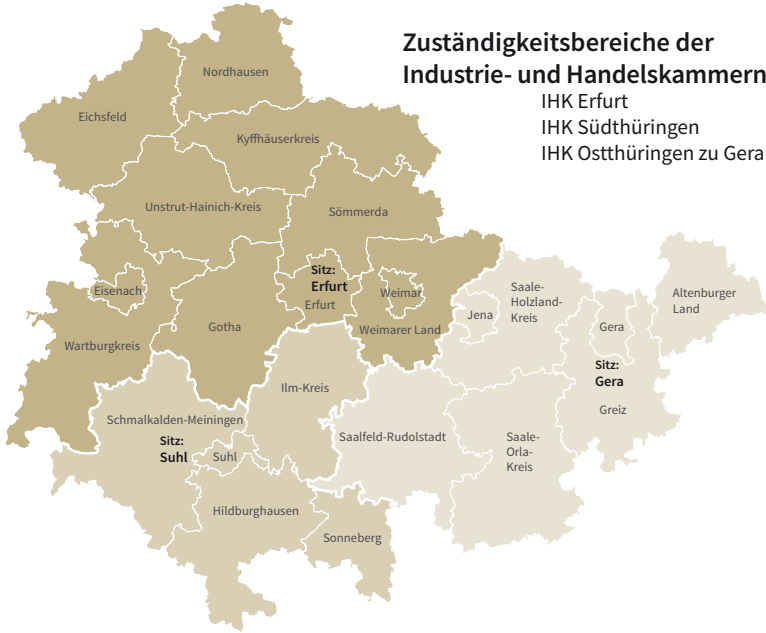 Zuständigkeitsbereiche der
Industrie- und Handelskammern
IHK Erfurt
IHK Südthüringen
IHK Ostthüringen zu Gera
Nordhausen
Eichsfeld
Kyffhäuserkreis
Unstrut-Hainich-Kreis
Sömmerda
Sitz:
Erfurt
Erfurt
Eisenach
Weimar
Gotha
Weimarer Land
Wartburgkreis
Saale-
Holzland-
Kreis
Jena
Gera
Altenburger
Land
Sitz:
Gera
Greiz
Ilm-Kreis
Schmalkalden-Meiningen
Sitz:
Suhl
Suhl
Saalfeld-Rudolstadt
Saale-
Orla-
Kreis
Hildburghausen
Sonneberg